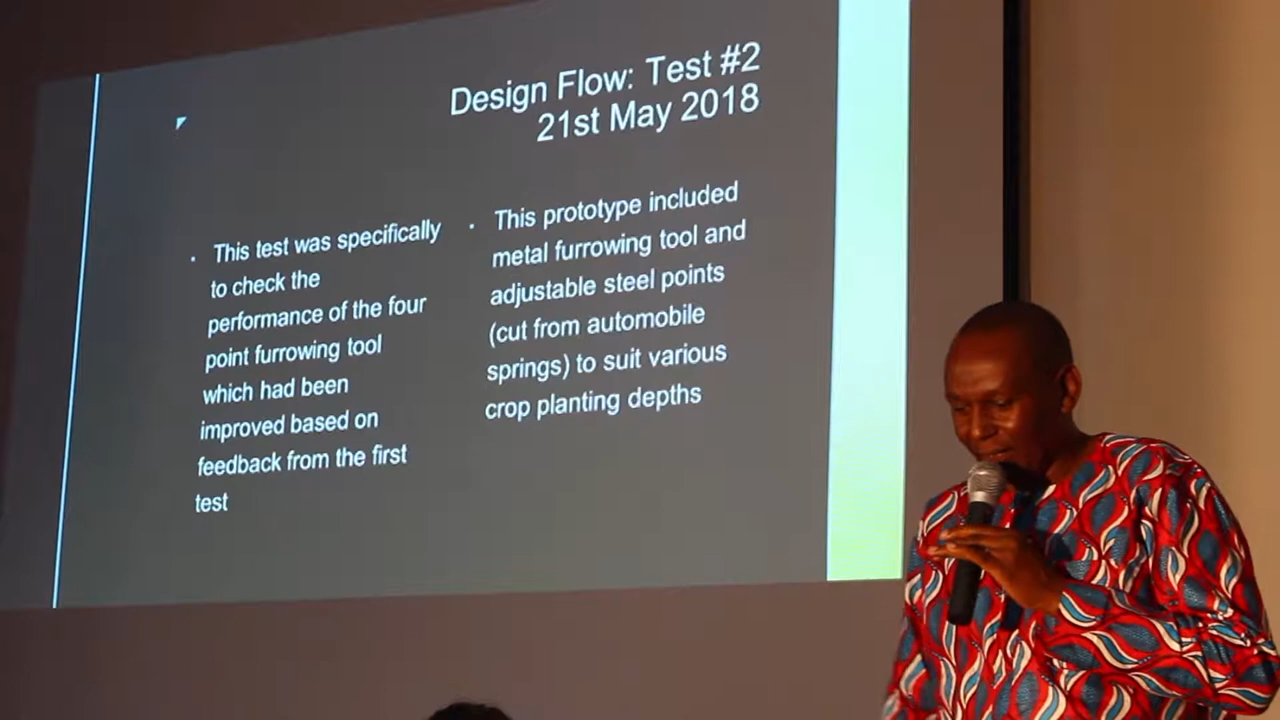 Design Flow: Test #2
21st May 2018
· This test was specifically
to check the
performance of the four
point furrowing tool
which had been
improved based on
feedback from the first
test
· This prototype included
metal furrowing tool and
adjustable steel points
(cut from automobile
springs) to suit various
crop planting depths